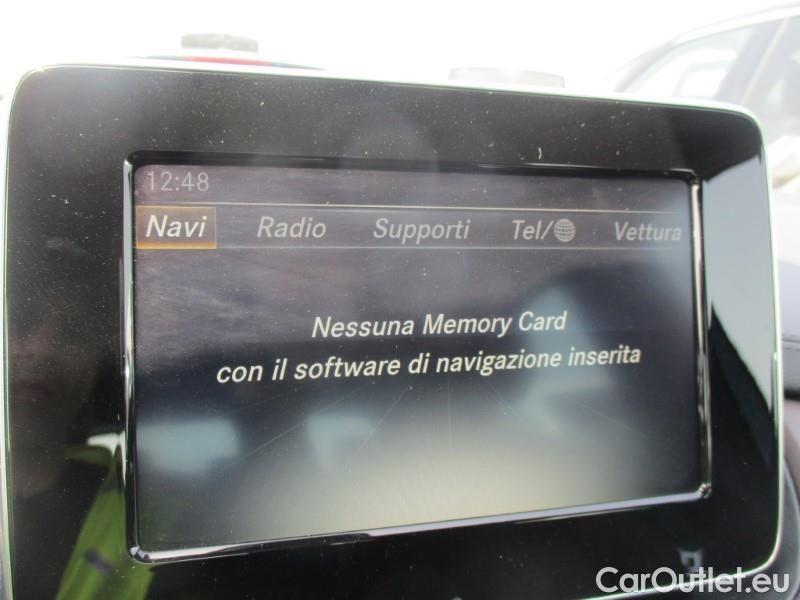 12:48
Navi Radio Supporti Tel/ Vettura
Nessuna Memory Card
con il software di navigazione inserita
CarOutlet.eu